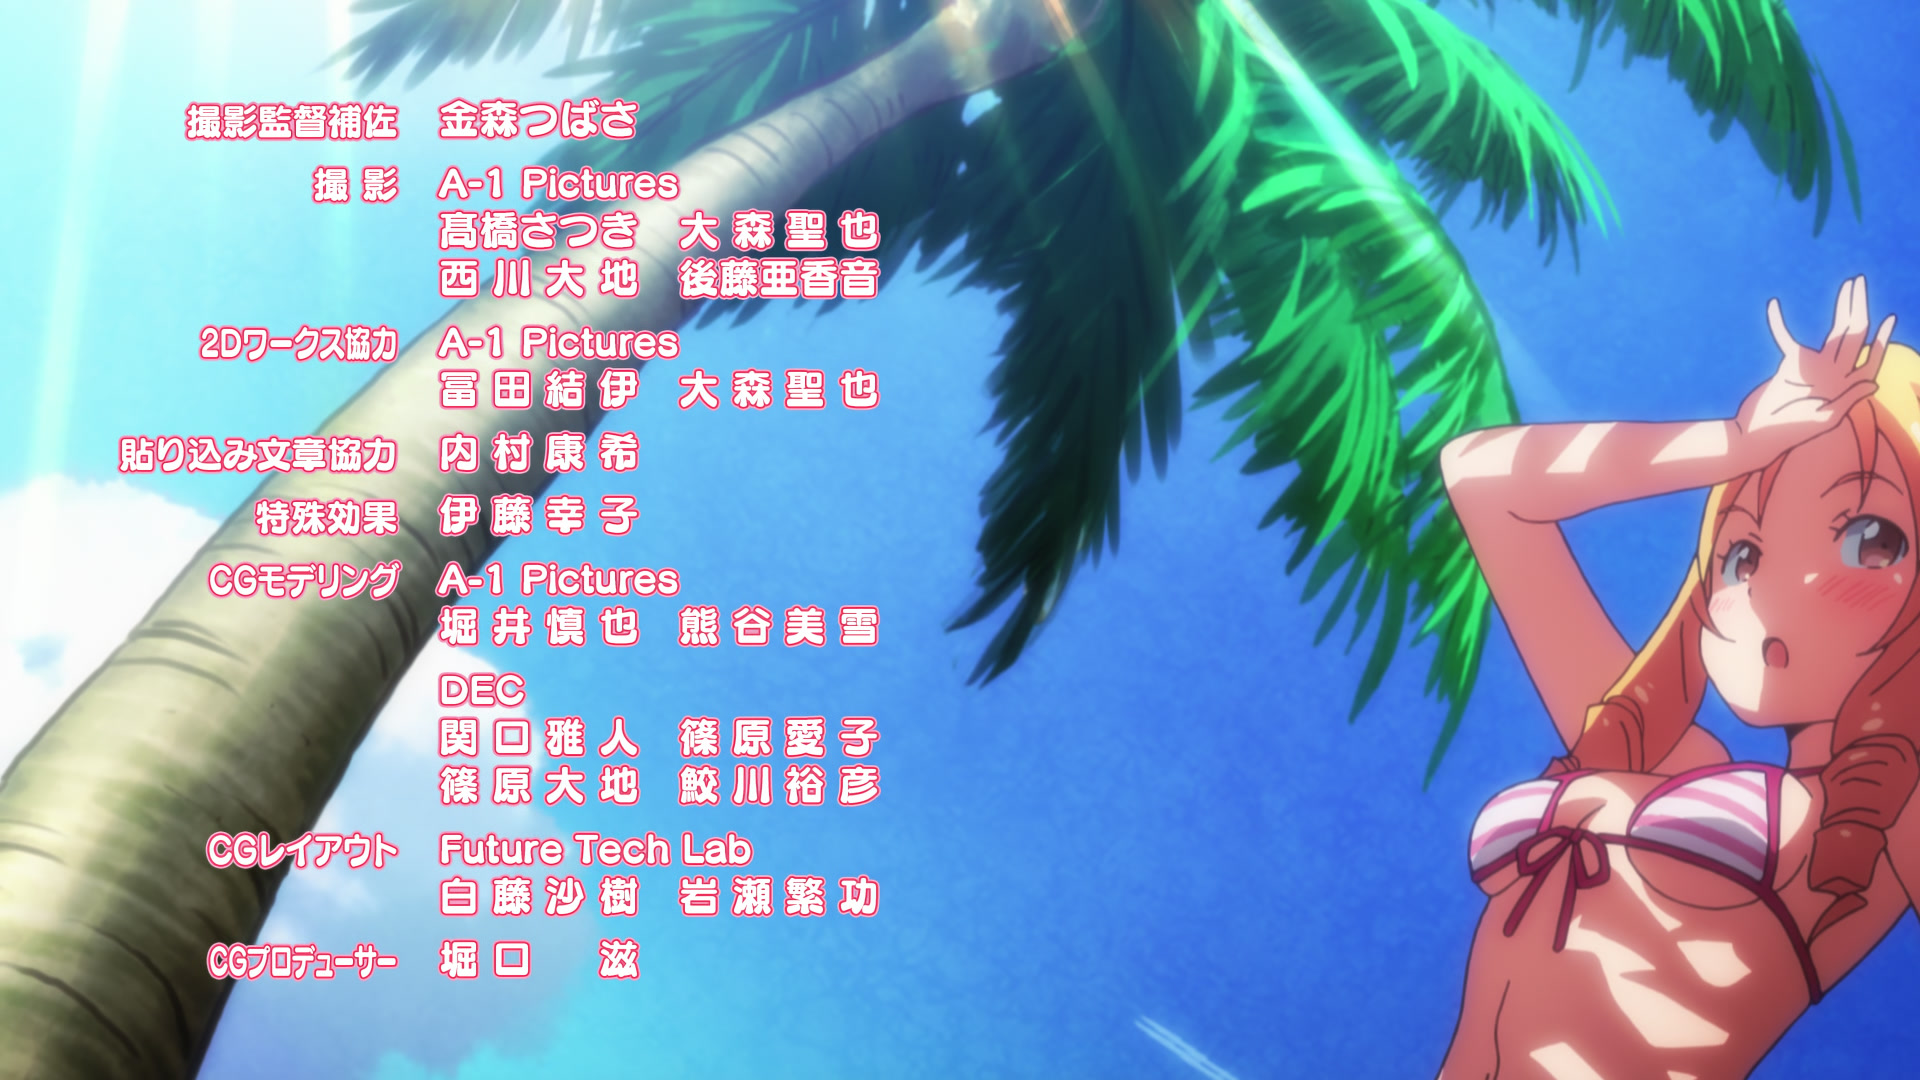 撮影監督補佐 金森つばさ
撮影 A-1 Pictures
髙橋さつき 大森聖也
西川大地 後藤亜香音
2Dワークス協力 A-1 Pictures
冨田結伊 大森聖也
貼り込み文章協力 内村康希
特殊効果 伊藤幸子
CGモデリング A-1 Pictures
堀井慎也 熊谷美雪
DEC
関口雅人 篠原愛子
篠原大地 鮫川裕彦
CGレイアウト Future Tech Lab
白藤沙樹 岩瀬繁功
CGプロデューサー 堀口 滋